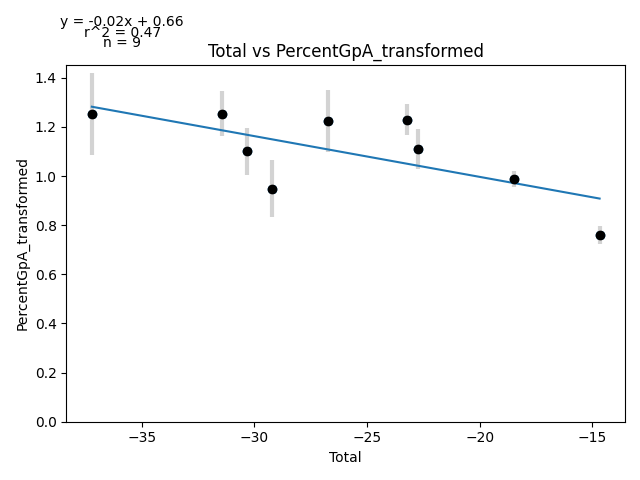 y = -0.02x + 0.66
r^2 = 0.47
n = 9
Total vs PercentGpA_transformed
1.4
1.2
1.0
0.8
0.6
0.4
0.2
0.0
PercentGpA_transformed
−35
−30
−25
−20
−15
Total